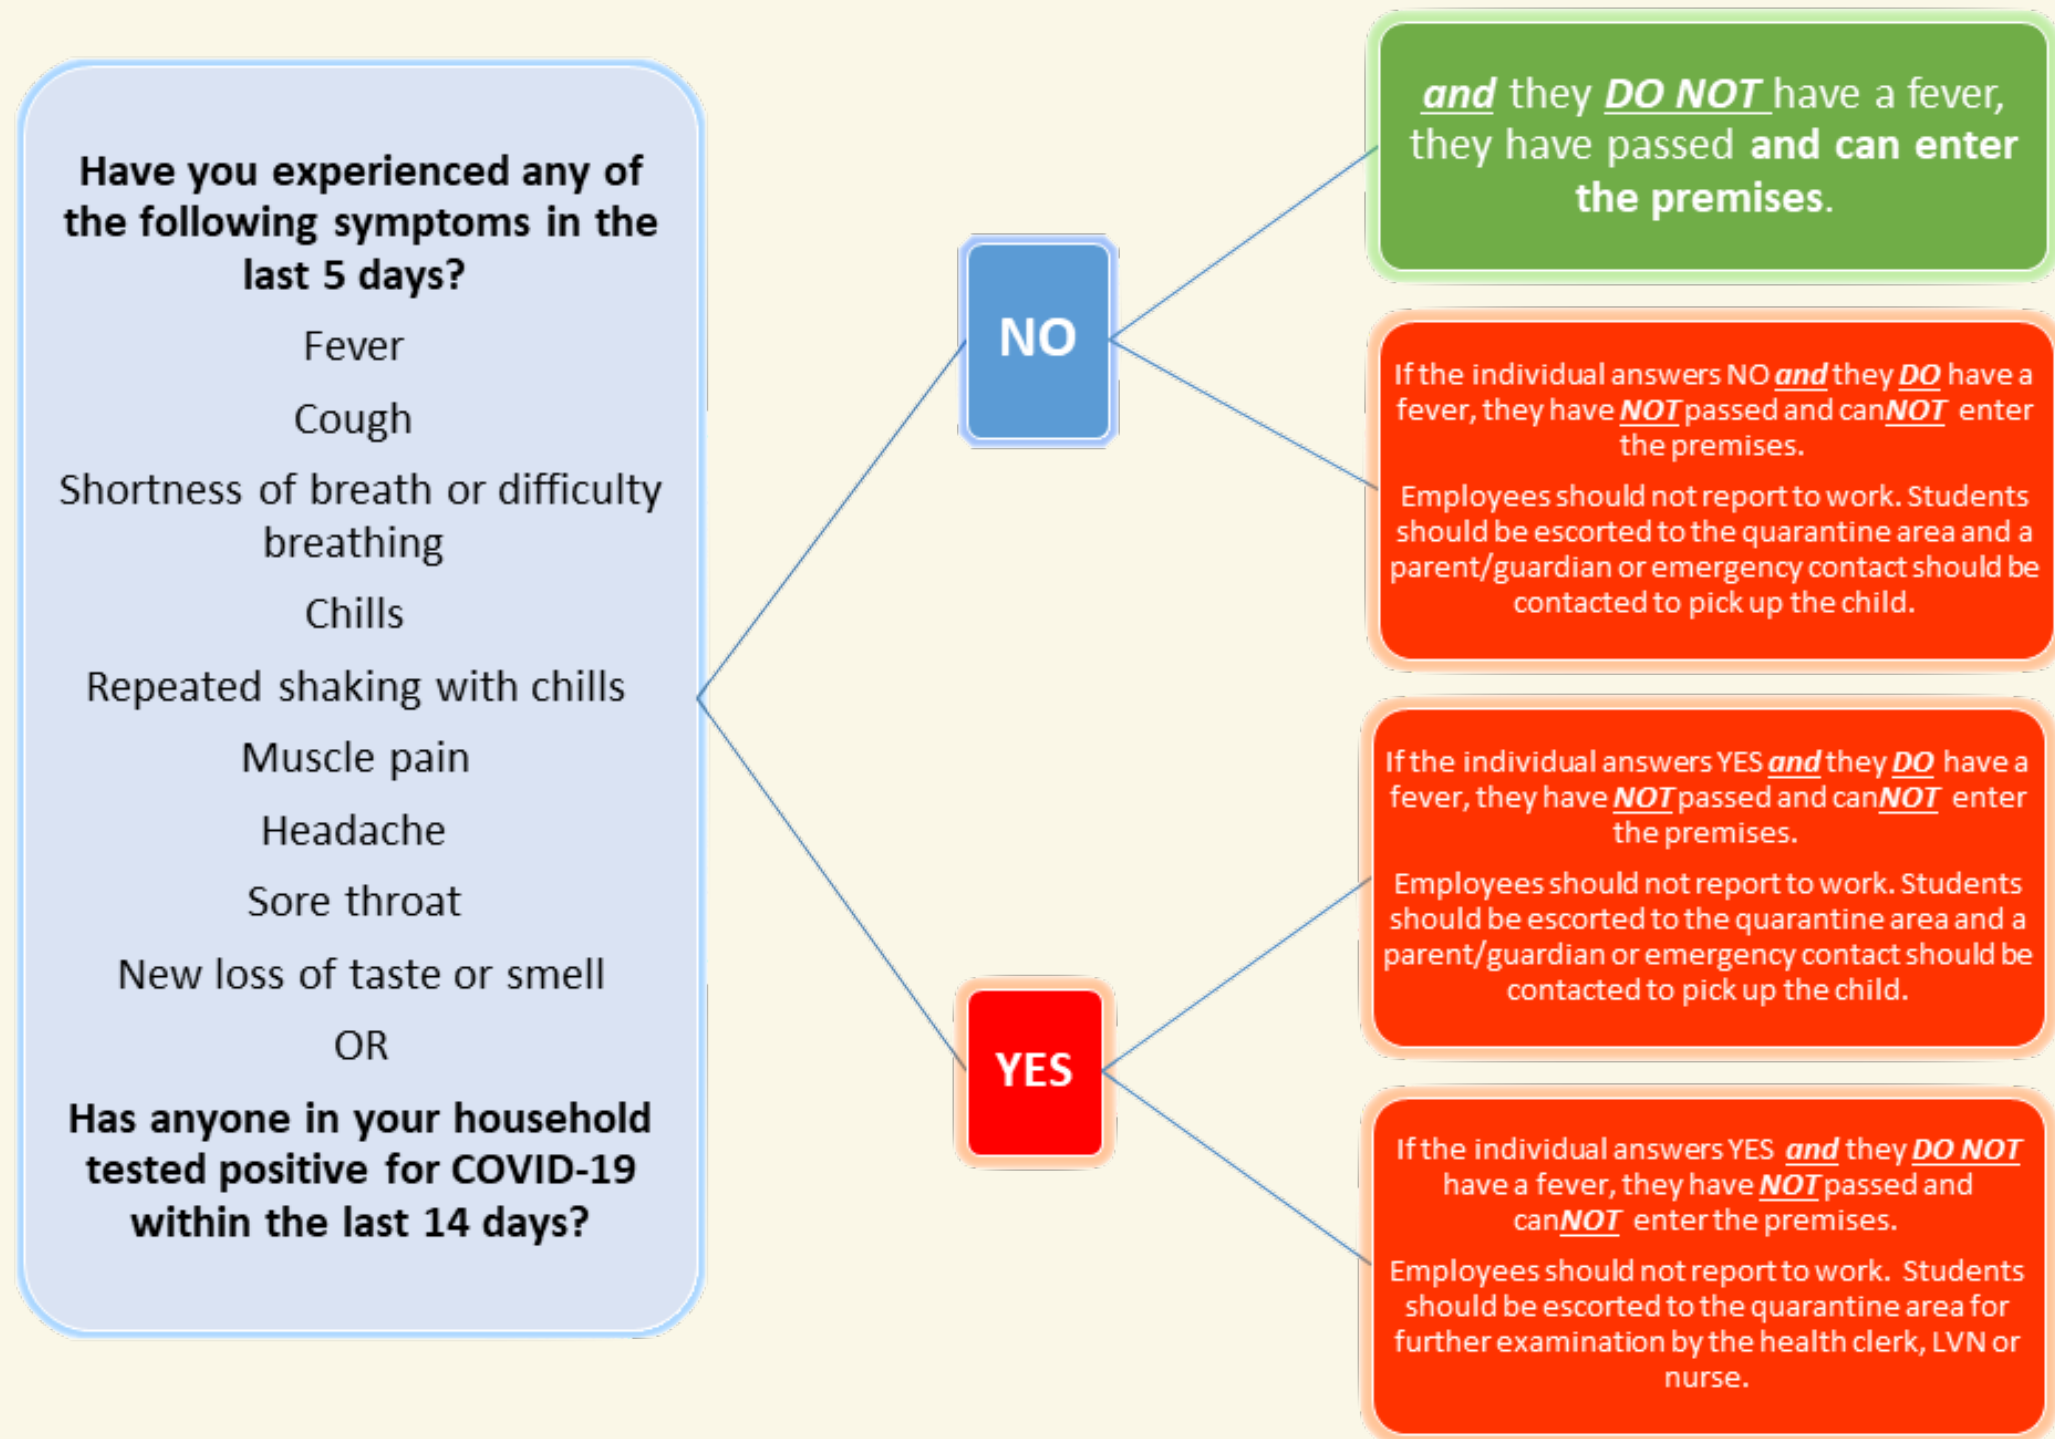 Have you experienced any of
the following symptoms in the
last 5 days?
Fever
Cough
Shortness of breath or difficulty
breathing
Chills
Repeated shaking with chills
Muscle pain
Headache
Sore throat
New loss of taste or smell
OR
Has anyone in your household
tested positive for COVID-19
within the last 14 days?
NO
YES
and they DO NOT have a fever,
they have passed and can enter
the premises.
If the individual answers NO and they DO have a
fever, they have NOT passed and canNOT enter
the premises.
Employees should not report to work. Students
should be escorted to the quarantine area and a
parent/guardian or emergency contact should be
contacted to pick up the child.
If the individual answers YES and they DO have a
fever, they have NOT passed and canNOT enter
the premises.
Employees should not report to work. Students
should be escorted to the quarantine area and a
parent/guardian or emergency contact should be
contacted to pick up the child.
If the individual answers YES and they DO NOT
have a fever, they have NOT passed and
canNOT enter the premises.
Employees should not report to work. Students
should be escorted to the quarantine area for
further examination by the health clerk, LVN or
nurse.